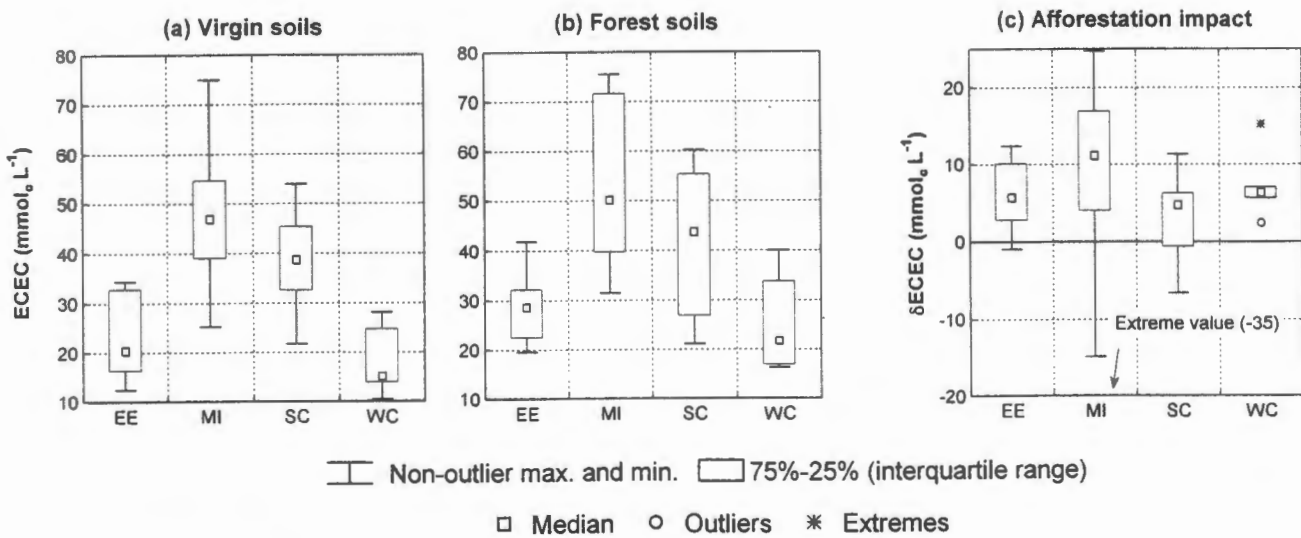 (a) Virgin soils
(b) Forest soils
(c) Afforestation impact
ECEC (mmolc L-1)
80
70
60
50
40
30
20
10
EE MI SC WC
80
70
60
50
40
30
20
10
EE MI SC WC
δECEC (mmolc L-1)
20
10
0
-10
-20
Extreme value (-35)
EE MI SC WC
Non-outlier max. and min. 75%-25% (interquartile range)
Median Outliers Extremes